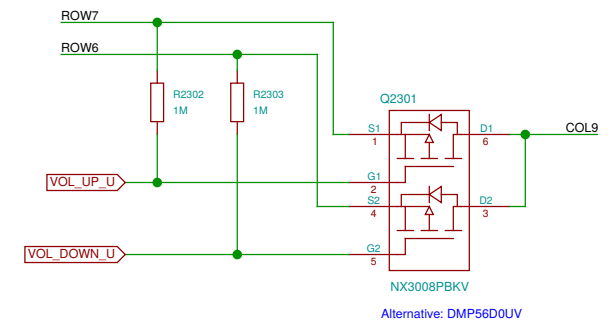 ROW7
ROW6
R2302
1M
R2303
1M
Q2301
S1
1
D1
6
COL9
G1
2
S2
4
D2
3
G2
5
VOL_UP_U
VOL_DOWN_U
NX3008PBKV
Alternative: DMP56D0UV